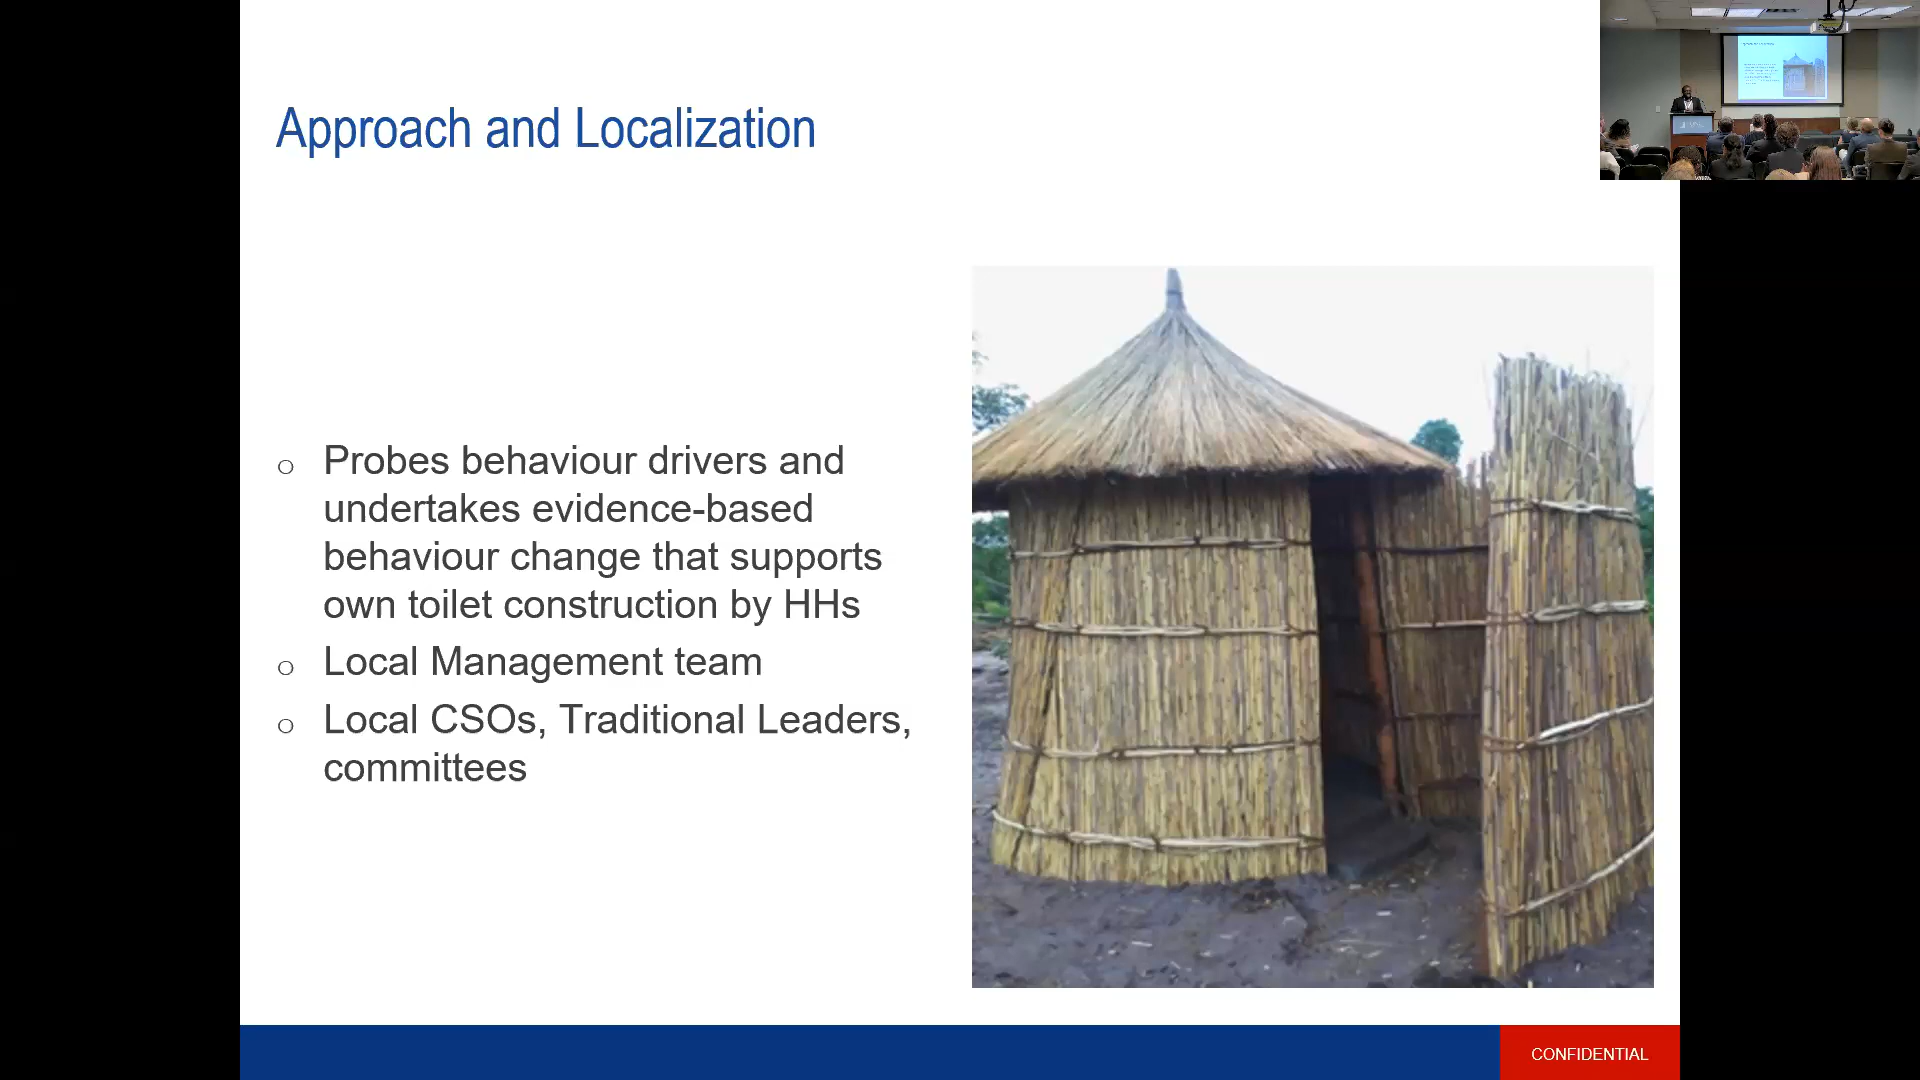 Approach and Localization
○ Probes behaviour drivers and
undertakes evidence-based
behaviour change that supports
own toilet construction by HHs
○ Local Management team
○ Local CSOs, Traditional Leaders,
committees
CONFIDENTIAL